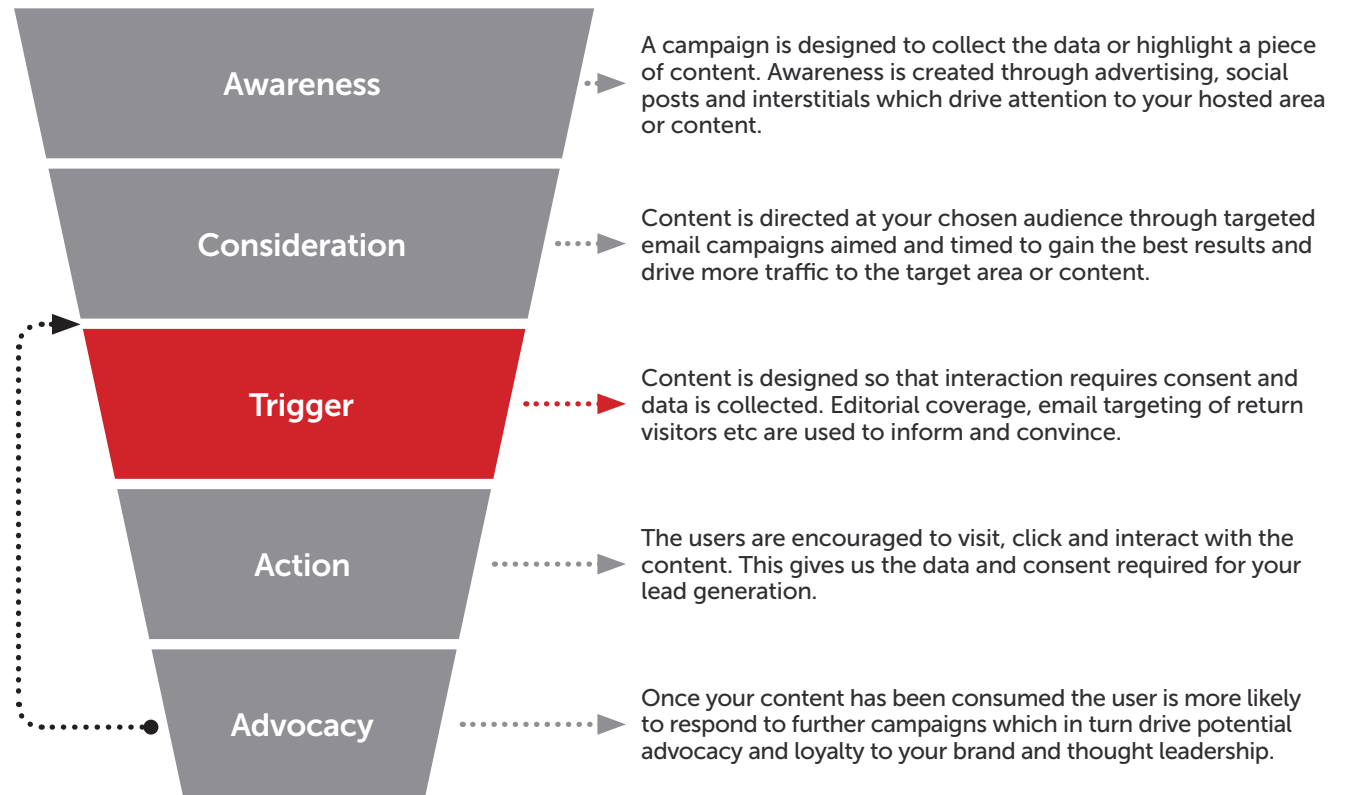 Awareness
A campaign is designed to collect the data or highlight a piece
of content. Awareness is created through advertising, social
posts and interstitials which drive attention to your hosted area
or content.
Consideration
Content is directed at your chosen audience through targeted
email campaigns aimed and timed to gain the best results and
drive more traffic to the target area or content.
Trigger
Content is designed so that interaction requires consent and
data is collected. Editorial coverage, email targeting of return
visitors etc are used to inform and convince.
Action
The users are encouraged to visit, click and interact with the
content. This gives us the data and consent required for your
lead generation.
Advocacy
Once your content has been consumed the user is more likely
to respond to further campaigns which in turn drive potential
advocacy and loyalty to your brand and thought leadership.